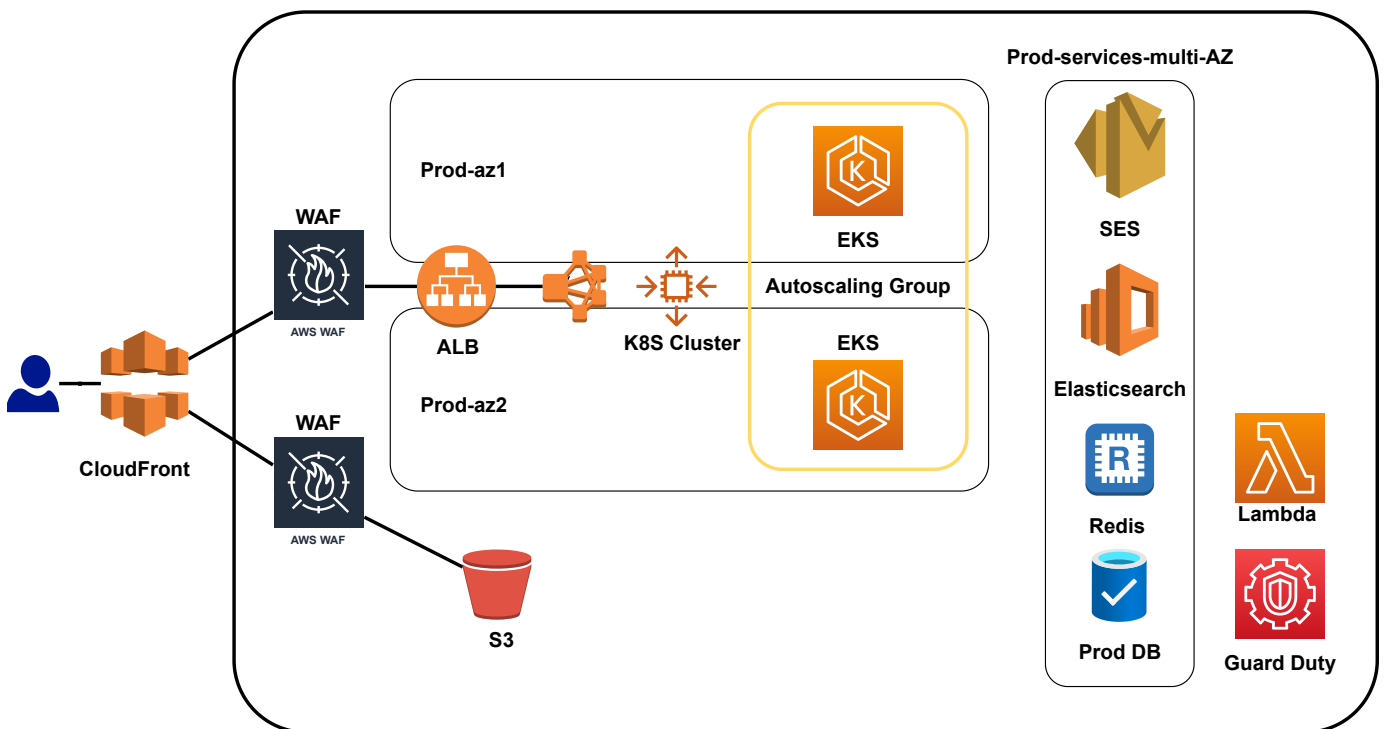 Prod-services-multi-AZ
Prod-az1
EKS
SES
WAF
AWS WAF
ALB
K8S Cluster
Autoscaling Group
EKS
K
K
Elasticsearch
Prod-az2
WAF
AWS WAF
CloudFront
R
Redis
Lambda
S3
Prod DB
Guard Duty